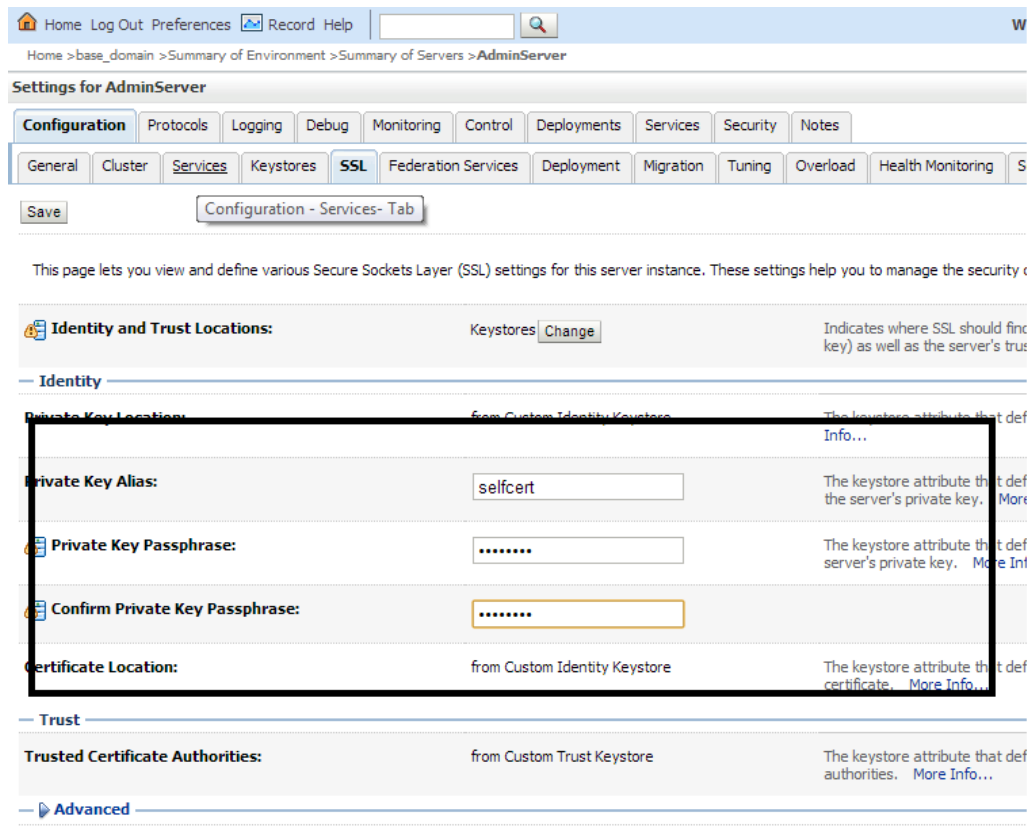 Home Log Out Preferences Record Help W
Home >base_domain >Summary of Environment >Summary of Servers >AdminServer
Settings for AdminServer
Configuration Protocols Logging Debug Monitoring Control Deployments Services Security Notes
General Cluster Services Keystores SSL Federation Services Deployment Migration Tuning Overload Health Monitoring S
Save Configuration - Services- Tab
This page lets you view and define various Secure Sockets Layer (SSL) settings for this server instance. These settings help you to manage the security
Identity and Trust Locations: Keystores Change Indicates where SSL should find
key) as well as the server's trus
Identity
Private Key Location: from Custom Identity Keystore The keystore attribute that def
Info...
Private Key Alias: selfcert The keystore attribute that def
the server's private key. More
Private Key Passphrase: •••••••• The keystore attribute that def
server's private key. More Inf
Confirm Private Key Passphrase: ••••••••
Certificate Location: from Custom Identity Keystore The keystore attribute that def
certificate. More Info...
Trust
Trusted Certificate Authorities: from Custom Trust Keystore The keystore attribute that def
authorities. More Info...
Advanced